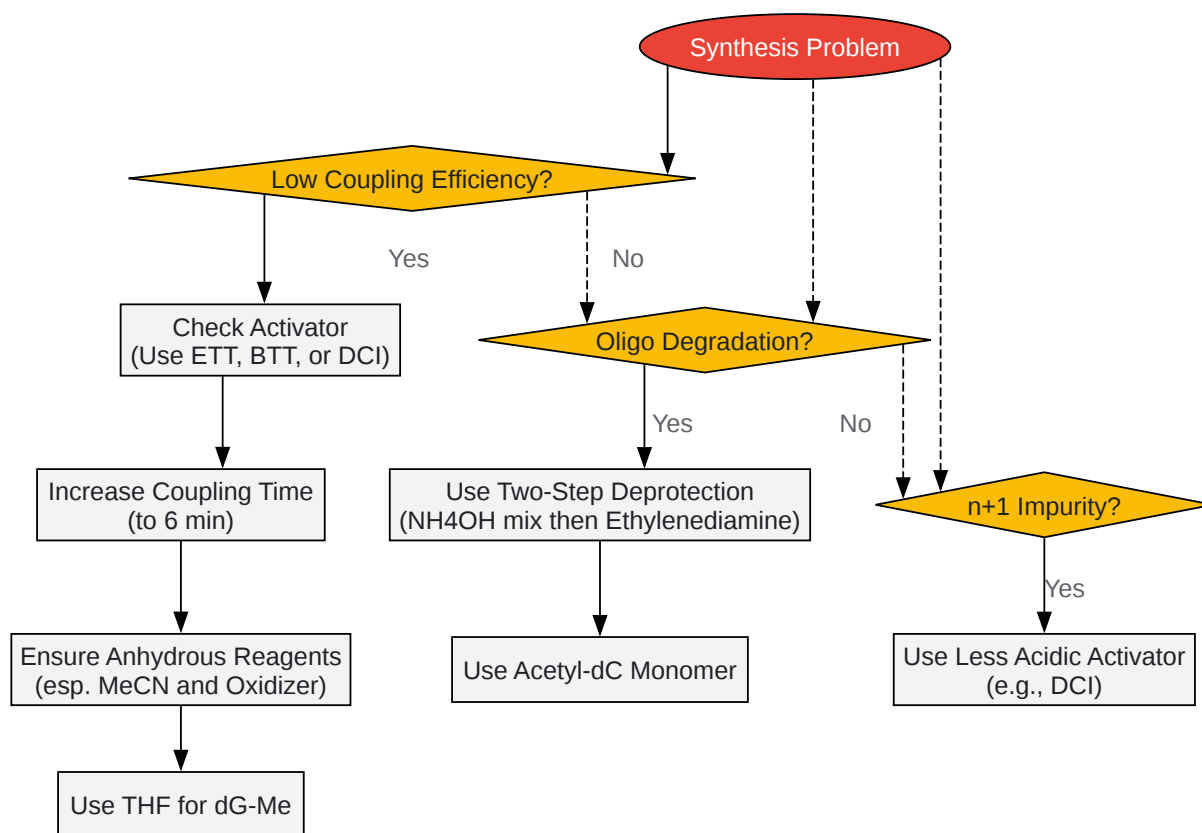 Synthesis Problem
Low Coupling Efficiency?
Yes
No
Check Activator
(Use ETT, BTT, or DCI)
Oligo Degradation?
Yes
No
Increase Coupling Time
(to 6 min)
Use Two-Step Deprotection
(NH4OH mix then Ethylenediamine)
n+1 Impurity?
Yes
Ensure Anhydrous Reagents
(esp. MeCN and Oxidizer)
Use Acetyl-dC Monomer
Use Less Acidic Activator
(e.g., DCI)
Use THF for dG-Me